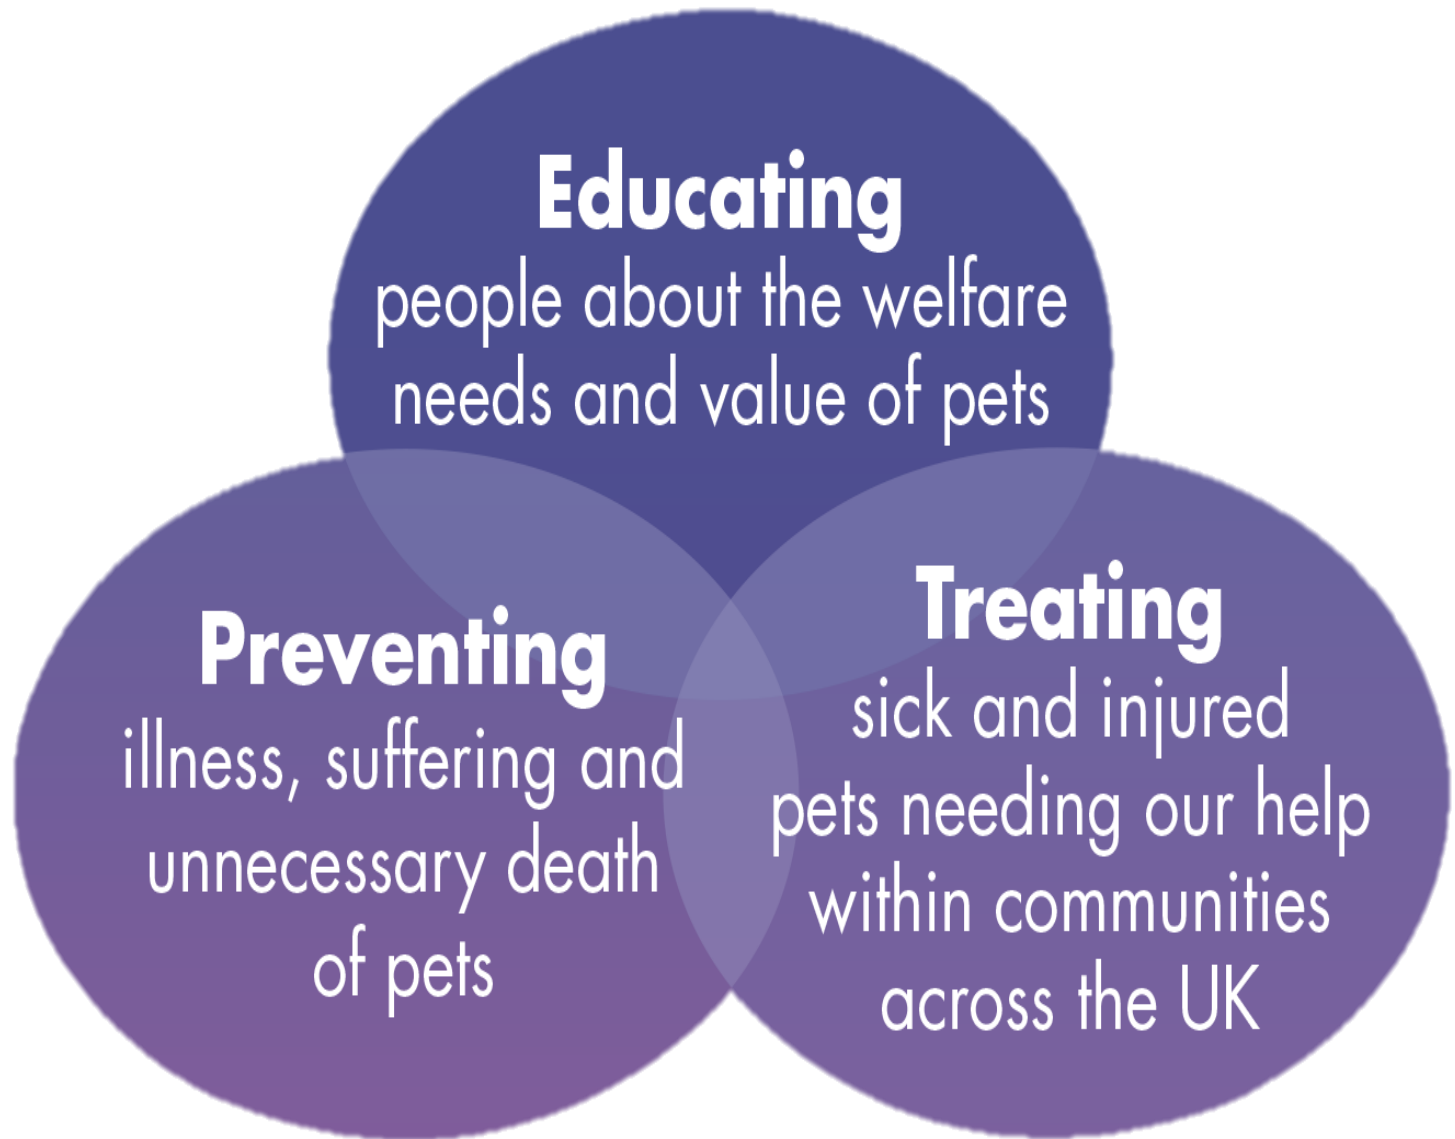 Educating
people about the welfare
needs and value of pets
Preventing
illness, suffering and
unnecessary death
of pets
Treating
sick and injured
pets needing our help
within communities
across the UK